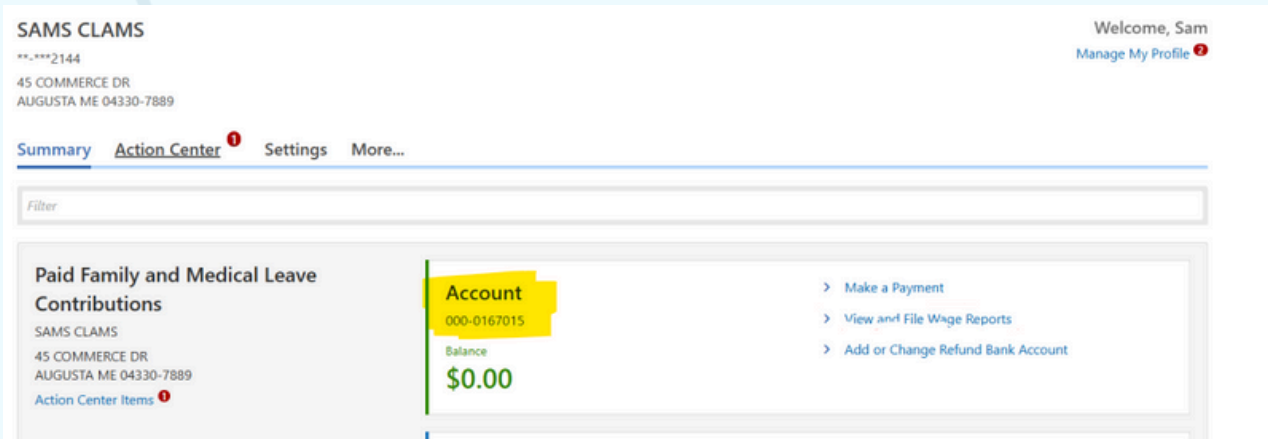 SAMS CLAMS
**-***2144
45 COMMERCE DR
AUGUSTA ME 04330-7889
Welcome, Sam
Manage My Profile 2
Summary Action Center 1 Settings More...
Filter
Paid Family and Medical Leave
Contributions
SAMS CLAMS
45 COMMERCE DR
AUGUSTA ME 04330-7889
Action Center Items 1
Account
000-0167015
Balance
$0.00
> Make a Payment
> View and File Wage Reports
> Add or Change Refund Bank Account